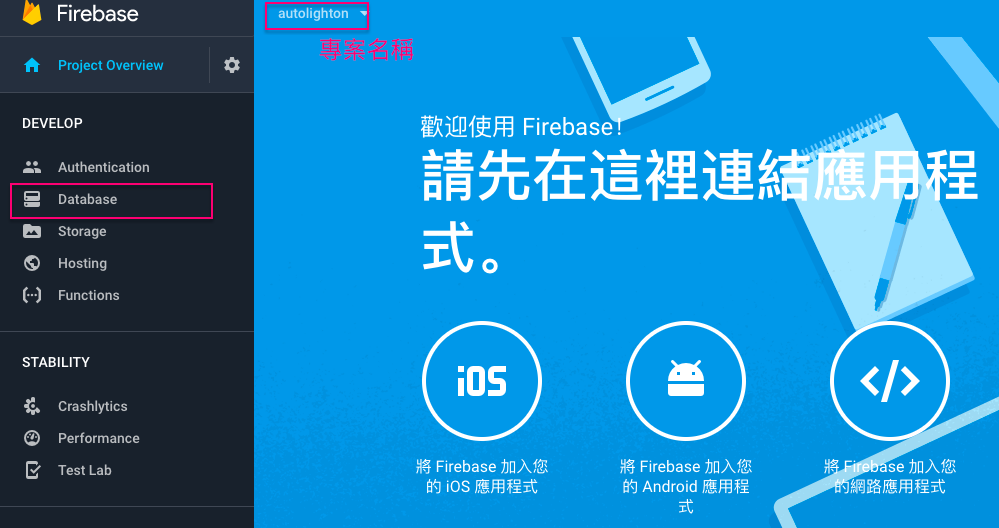 Firebase
autolighton
專案名稱
Project Overview
DEVELOP
Authentication
Database
Storage
Hosting
Functions
STABILITY
Crashlytics
Performance
Test Lab
歡迎使用 Firebase!
請先在這裡連結應用程
式。
iOS
將 Firebase 加入您
的 iOS 應用程式
將 Firebase 加入您
的 Android 應用程
式
將 Firebase 加入您
的網路應用程式